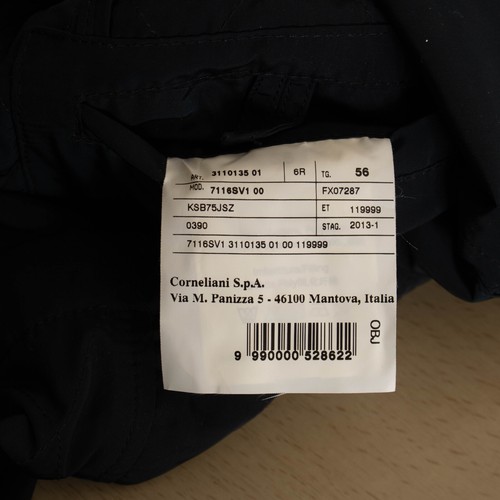 ART. 3110135 01 6R TG. 56
MOD. 7116SV1 00 FX07287
KSB75JSZ ET 119999
0390 STAG. 2013-1
7116SV1 3110135 01 00 119999
Corneliani S.p.A.
Via M. Panizza 5 - 46100 Mantova, Italia
OBJ
9 990000 528622